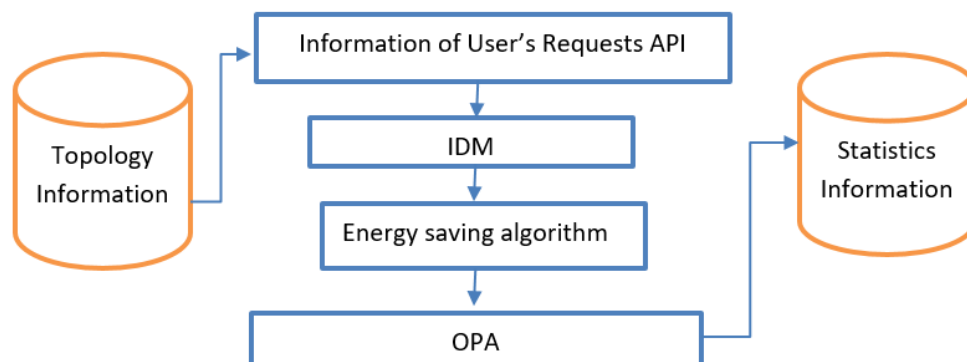 Information of User’s Requests API
Topology
Information
IDM
Statistics
Information
Energy saving algorithm
OPA